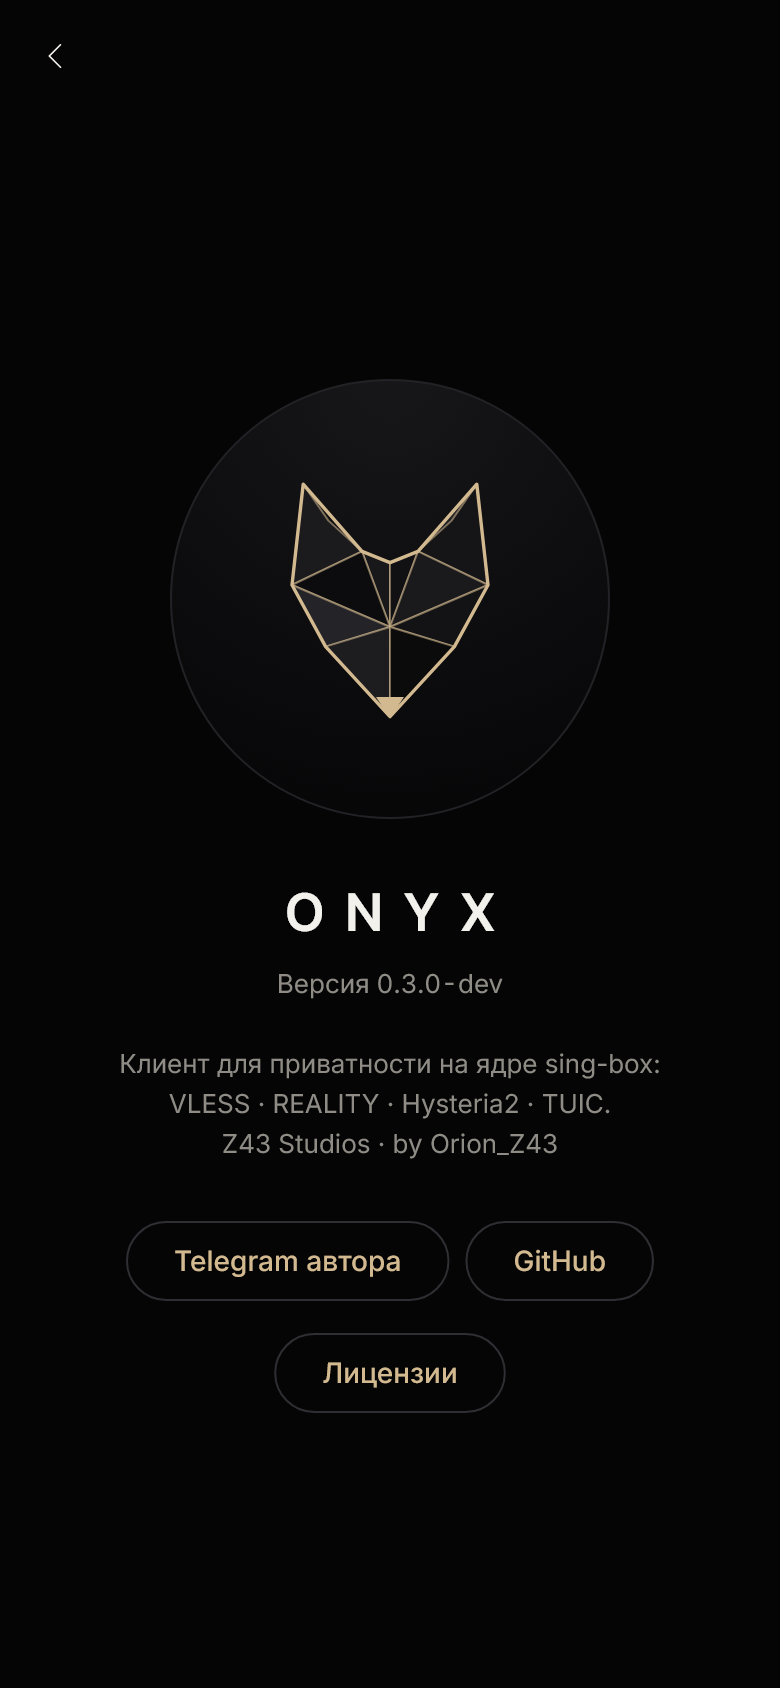 ONYX
Версия 0.3.0-dev
Клиент для приватности на ядре sing-box:
VLESS · REALITY · Hysteria2 · TUIC.
Z43 Studios · by Orion_Z43
Telegram автора
GitHub
Лицензии